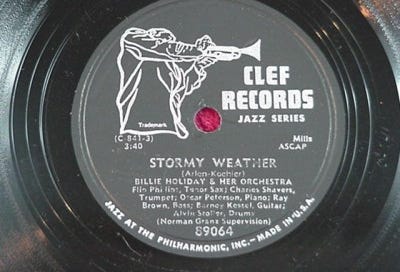 CLEF
RECORDS
JAZZ SERIES
Trademark
(C 841-3)
3:40
Mills
ASCAP
STORMY WEATHER
(Arlen-Koehler)
BILLIE HOLIDAY & HER ORCHESTRA
Flip Phillips, Tenor Sax; Charles Shavers,
Trumpet; Oscar Peterson, Piano; Ray
Brown, Bass; Barney Kessel, Guitar;
Alvin Stoller, Drums
(Norman Granz Supervision)
89064
JAZZ AT THE PHILHARMONIC, INC.—MADE IN U.S.A.